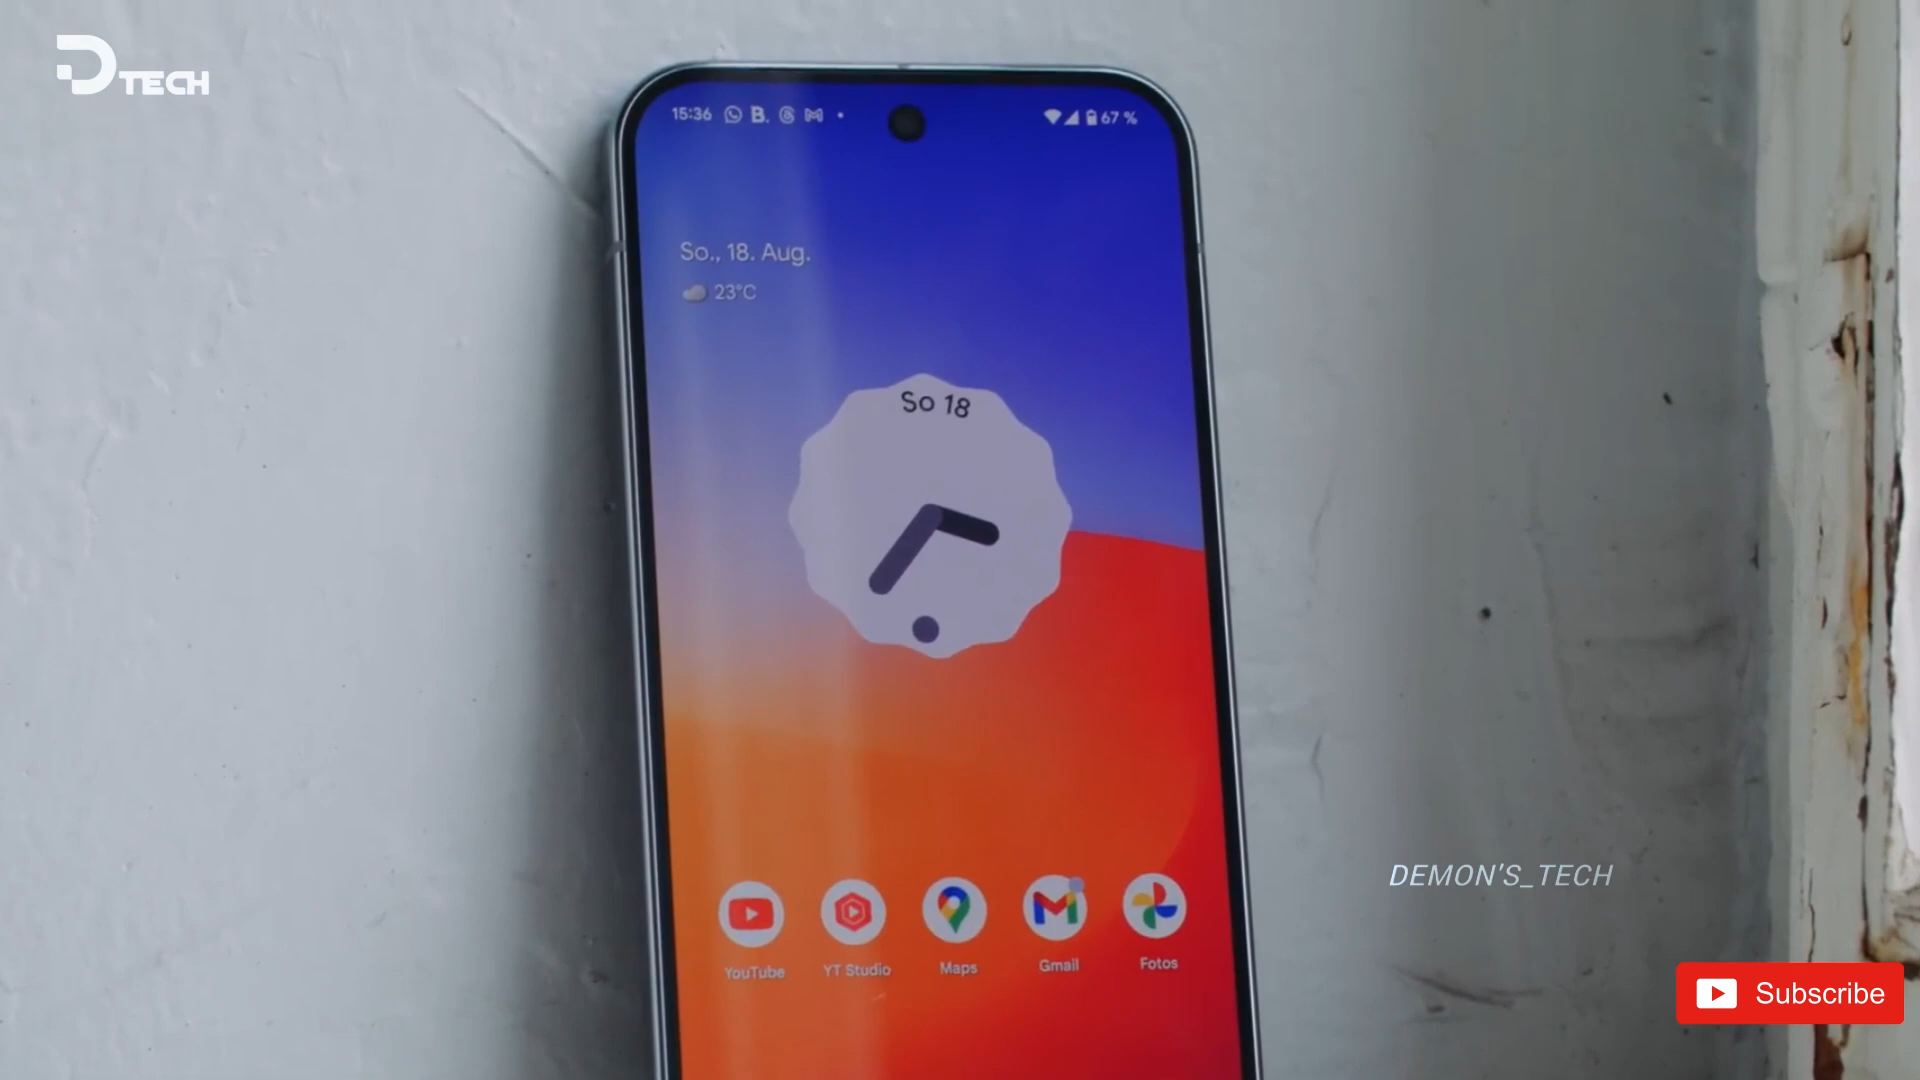 D TECH
15:36 B. 67 %
So., 18. Aug.
23°C
So 18
YouTube YT Studio Maps Gmail Fotos
DEMON'S_TECH
Subscribe